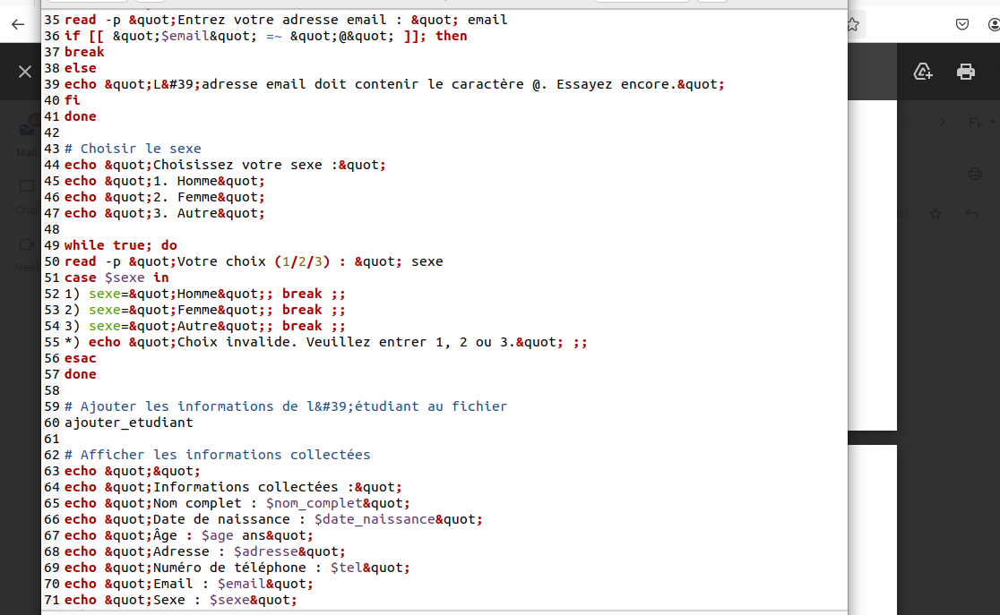 35 read -p &quot;Entrez votre adresse email : &quot; email
36 if [[ &quot;$email&quot; =~ &quot;@&quot; ]]; then
37 break
38 else
39 echo &quot;L&#39;adresse email doit contenir le caractère @. Essayez encore.&quot;
40 fi
41 done
42
43 # Choisir le sexe
44 echo &quot;Choisissez votre sexe :&quot;
45 echo &quot;1. Homme&quot;
46 echo &quot;2. Femme&quot;
47 echo &quot;3. Autre&quot;
48
49 while true; do
50 read -p &quot;Votre choix (1/2/3) : &quot; sexe
51 case $sexe in
52 1) sexe=&quot;Homme&quot;; break ;;
53 2) sexe=&quot;Femme&quot;; break ;;
54 3) sexe=&quot;Autre&quot;; break ;;
55 *) echo &quot;Choix invalide. Veuillez entrer 1, 2 ou 3.&quot; ;;
56 esac
57 done
58
59 # Ajouter les informations de l&#39;étudiant au fichier
60 ajouter_etudiant
61
62 # Afficher les informations collectées
63 echo &quot;&quot;
64 echo &quot;Informations collectées :&quot;
65 echo &quot;Nom complet : $nom_complet&quot;
66 echo &quot;Date de naissance : $date_naissance&quot;
67 echo &quot;Âge : $age ans&quot;
68 echo &quot;Adresse : $adresse&quot;
69 echo &quot;Numéro de téléphone : $tel&quot;
70 echo &quot;Email : $email&quot;
71 echo &quot;Sexe : $sexe&quot;
Mail
Chat
Meet
Fr